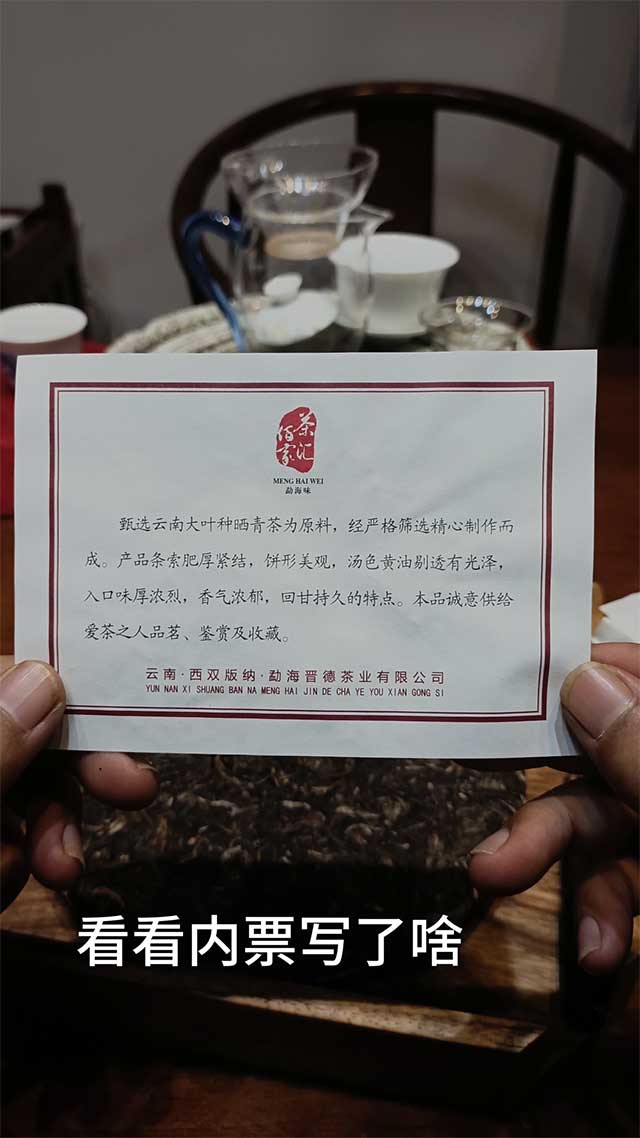 茶汇
佰家
MENG HAI WEI
勐海味
甄选云南大叶种晒青茶为原料，经严格筛选精心制作而
成。产品条索肥厚紧结，饼形美观，汤色黄油剔透有光泽，
入口味厚浓烈，香气浓郁，回甘持久的特点。本品诚意供给
爱茶之人品茗、鉴赏及收藏。
云南·西双版纳·勐海晋德茶业有限公司
YUN NAN XI SHUANG BAN NA MENG HAI JIN DE CHA YE YOU XIAN GONG SI
看看内票写了啥